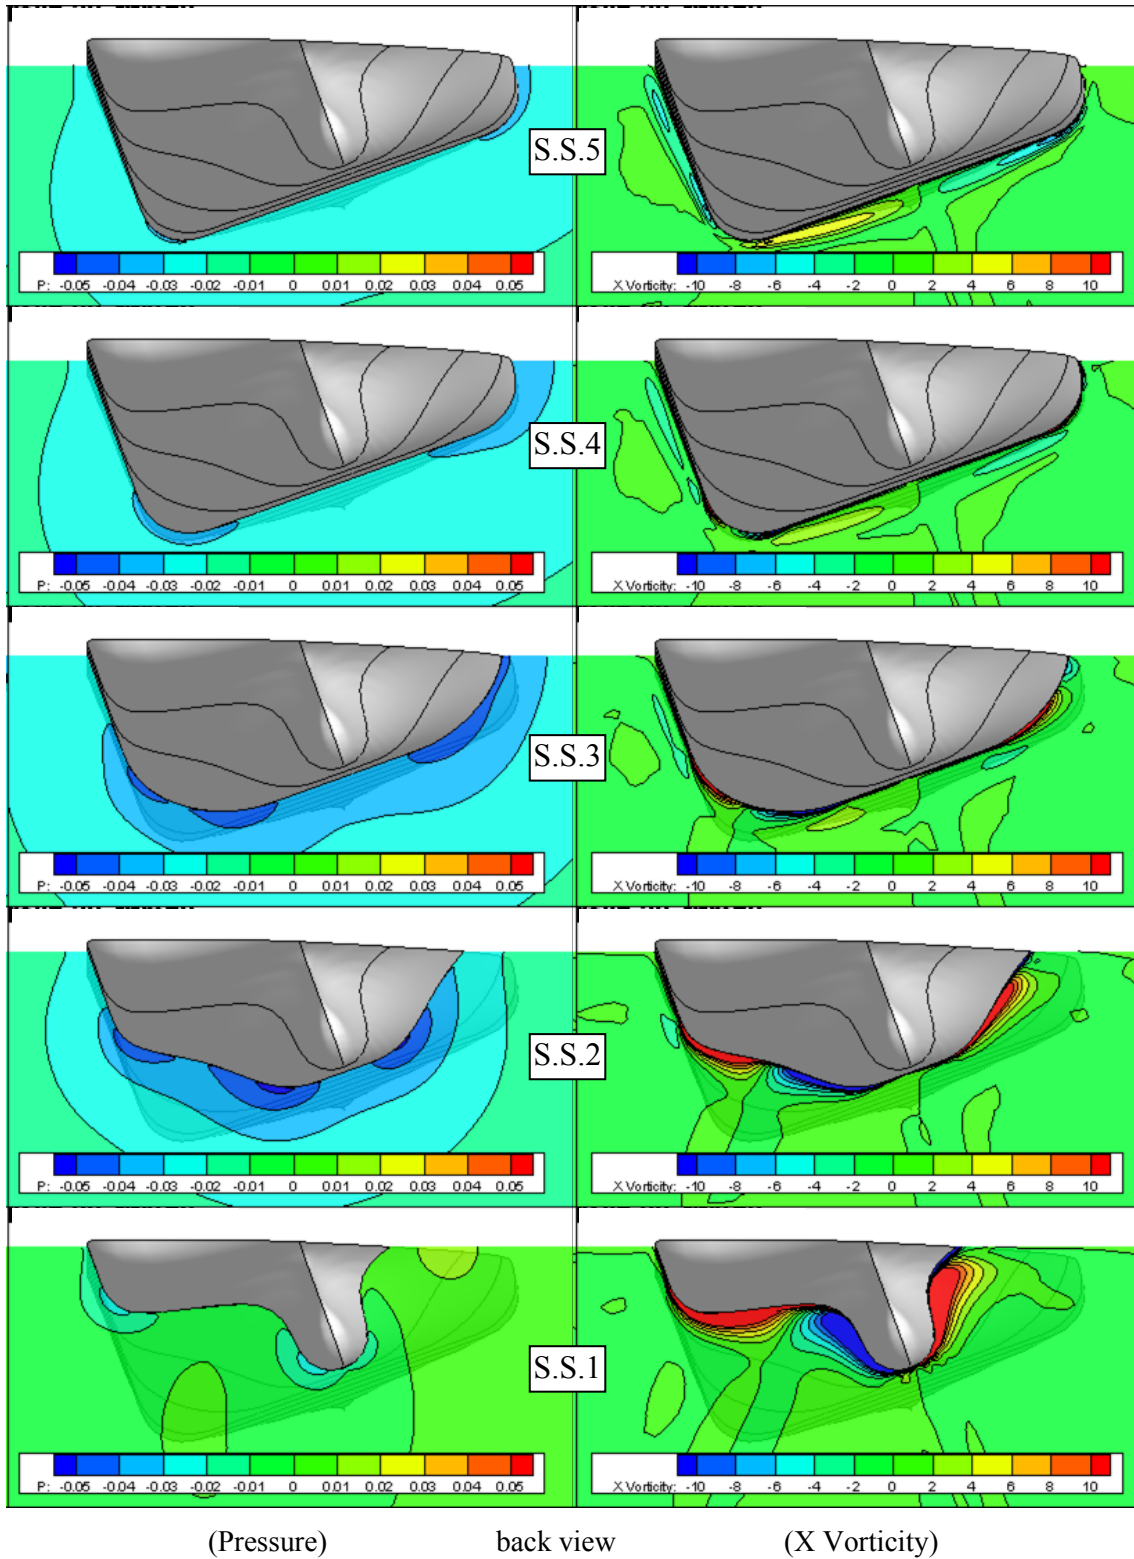 S.S.5
P: -0.05 -0.04 -0.03 -0.02 -0.01 0 0.01 0.02 0.03 0.04 0.05
X Vorticity: -10 -8 -6 -4 -2 0 2 4 6 8 10
S.S.4
P: -0.05 -0.04 -0.03 -0.02 -0.01 0 0.01 0.02 0.03 0.04 0.05
X Vorticity: -10 -8 -6 -4 -2 0 2 4 6 8 10
S.S.3
P: -0.05 -0.04 -0.03 -0.02 -0.01 0 0.01 0.02 0.03 0.04 0.05
X Vorticity: -10 -8 -6 -4 -2 0 2 4 6 8 10
S.S.2
P: -0.05 -0.04 -0.03 -0.02 -0.01 0 0.01 0.02 0.03 0.04 0.05
X Vorticity: -10 -8 -6 -4 -2 0 2 4 6 8 10
S.S.1
P: -0.05 -0.04 -0.03 -0.02 -0.01 0 0.01 0.02 0.03 0.04 0.05
X Vorticity: -10 -8 -6 -4 -2 0 2 4 6 8 10
(Pressure) back view (X Vorticity)